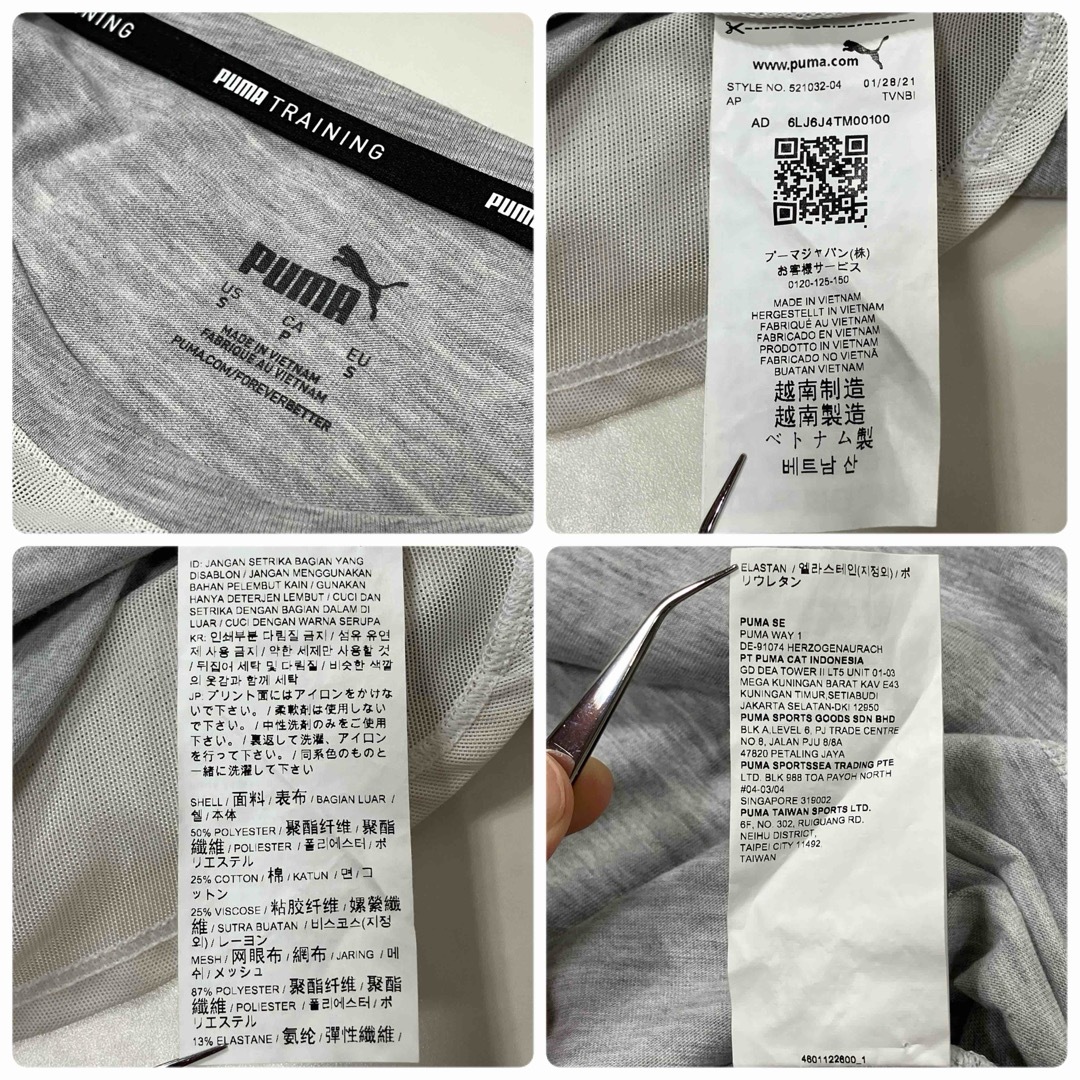 NING
PUMA TRAINING
PUM
PUMA
US
S
CA
P
EU
S
MADE IN VIETNAM
FABRIQUE AU VIETNAM
PUMA.COM/FOREVERBETTER
www.puma.com
STYLE NO. 521032-04 01/28/21
AP TVNBI
AD 6LJ6J4TM00100
プーマジャパン(株)
お客様サービス
0120-125-150
MADE IN VIETNAM
HERGESTELLT IN VIETNAM
FABRIQUÉ AU VIETNAM
FABRICADO EN VIETNAM
PRODOTTO IN VIETNAM
FABRICADO NO VIETNÃ
BUATAN VIETNAM
越南制造
越南製造
ベトナム製
베트남 산
ID: JANGAN SETRIKA BAGIAN YANG
DISABLON / JANGAN MENGGUNAKAN
BAHAN PELEMBUT KAIN / GUNAKAN
HANYA DETERJEN LEMBUT / CUCI DAN
SETRIKA DENGAN BAGIAN DALAM DI
LUAR / CUCI DENGAN WARNA SERUPA
KR: 인쇄부분 다림질 금지 / 섬유 유연
제 사용 금지 / 약한 세제만 사용할 것
/ 뒤집어 세탁 및 다림질 / 비슷한 색깔
의 옷감과 함께 세탁
JP: プリント面にはアイロンをかけな
いで下さい。 / 柔軟剤は使用しない
で下さい。 / 中性洗剤のみをご使用
下さい。 / 裏返して洗濯、アイロン
を行って下さい。 / 同系色のものと
一緒に洗濯して下さい。
SHELL / 面料 / 表布 / BAGIAN LUAR /
쉘 / 本体
50% POLYESTER / 聚酯纤维 / 聚酯
纖維 / POLIESTER / 폴리에스터 / ポ
リエステル
25% COTTON / 棉 / KATUN / 면 / コ
ットン
25% VISCOSE / 粘胶纤维 / 嫘縈纖
維 / SUTRA BUATAN / 비스코스(지정
외) / レーヨン
MESH / 网眼布 / 網布 / JARING / 메
쉬 / メッシュ
87% POLYESTER / 聚酯纤维 / 聚酯
纖維 / POLIESTER / 폴리에스터 / ポ
リエステル
13% ELASTANE / 氨纶 / 彈性纖維 /
ELASTAN / 엘라스테인(지정외) / ポ
リウレタン
PUMA SE
PUMA WAY 1
DE-91074 HERZOGENAURACH
PT PUMA CAT INDONESIA
GD DEA TOWER II LT5 UNIT 01-03
MEGA KUNINGAN BARAT KAV E43
KUNINGAN TIMUR,SETIABUDI
JAKARTA SELATAN-DKI 12950
PUMA SPORTS GOODS SDN BHD
BLK A,LEVEL 6, PJ TRADE CENTRE
NO 8, JALAN PJU 8/8A
47820 PETALING JAYA
PUMA SPORTSSEA TRADING PTE
LTD. BLK 988 TOA PAYOH NORTH
#04-03/04
SINGAPORE 319002
PUMA TAIWAN SPORTS LTD.
6F, NO. 302, RUIGUANG RD.
NEIHU DISTRICT,
TAIPEI CITY 11492
TAIWAN
4601122600_1